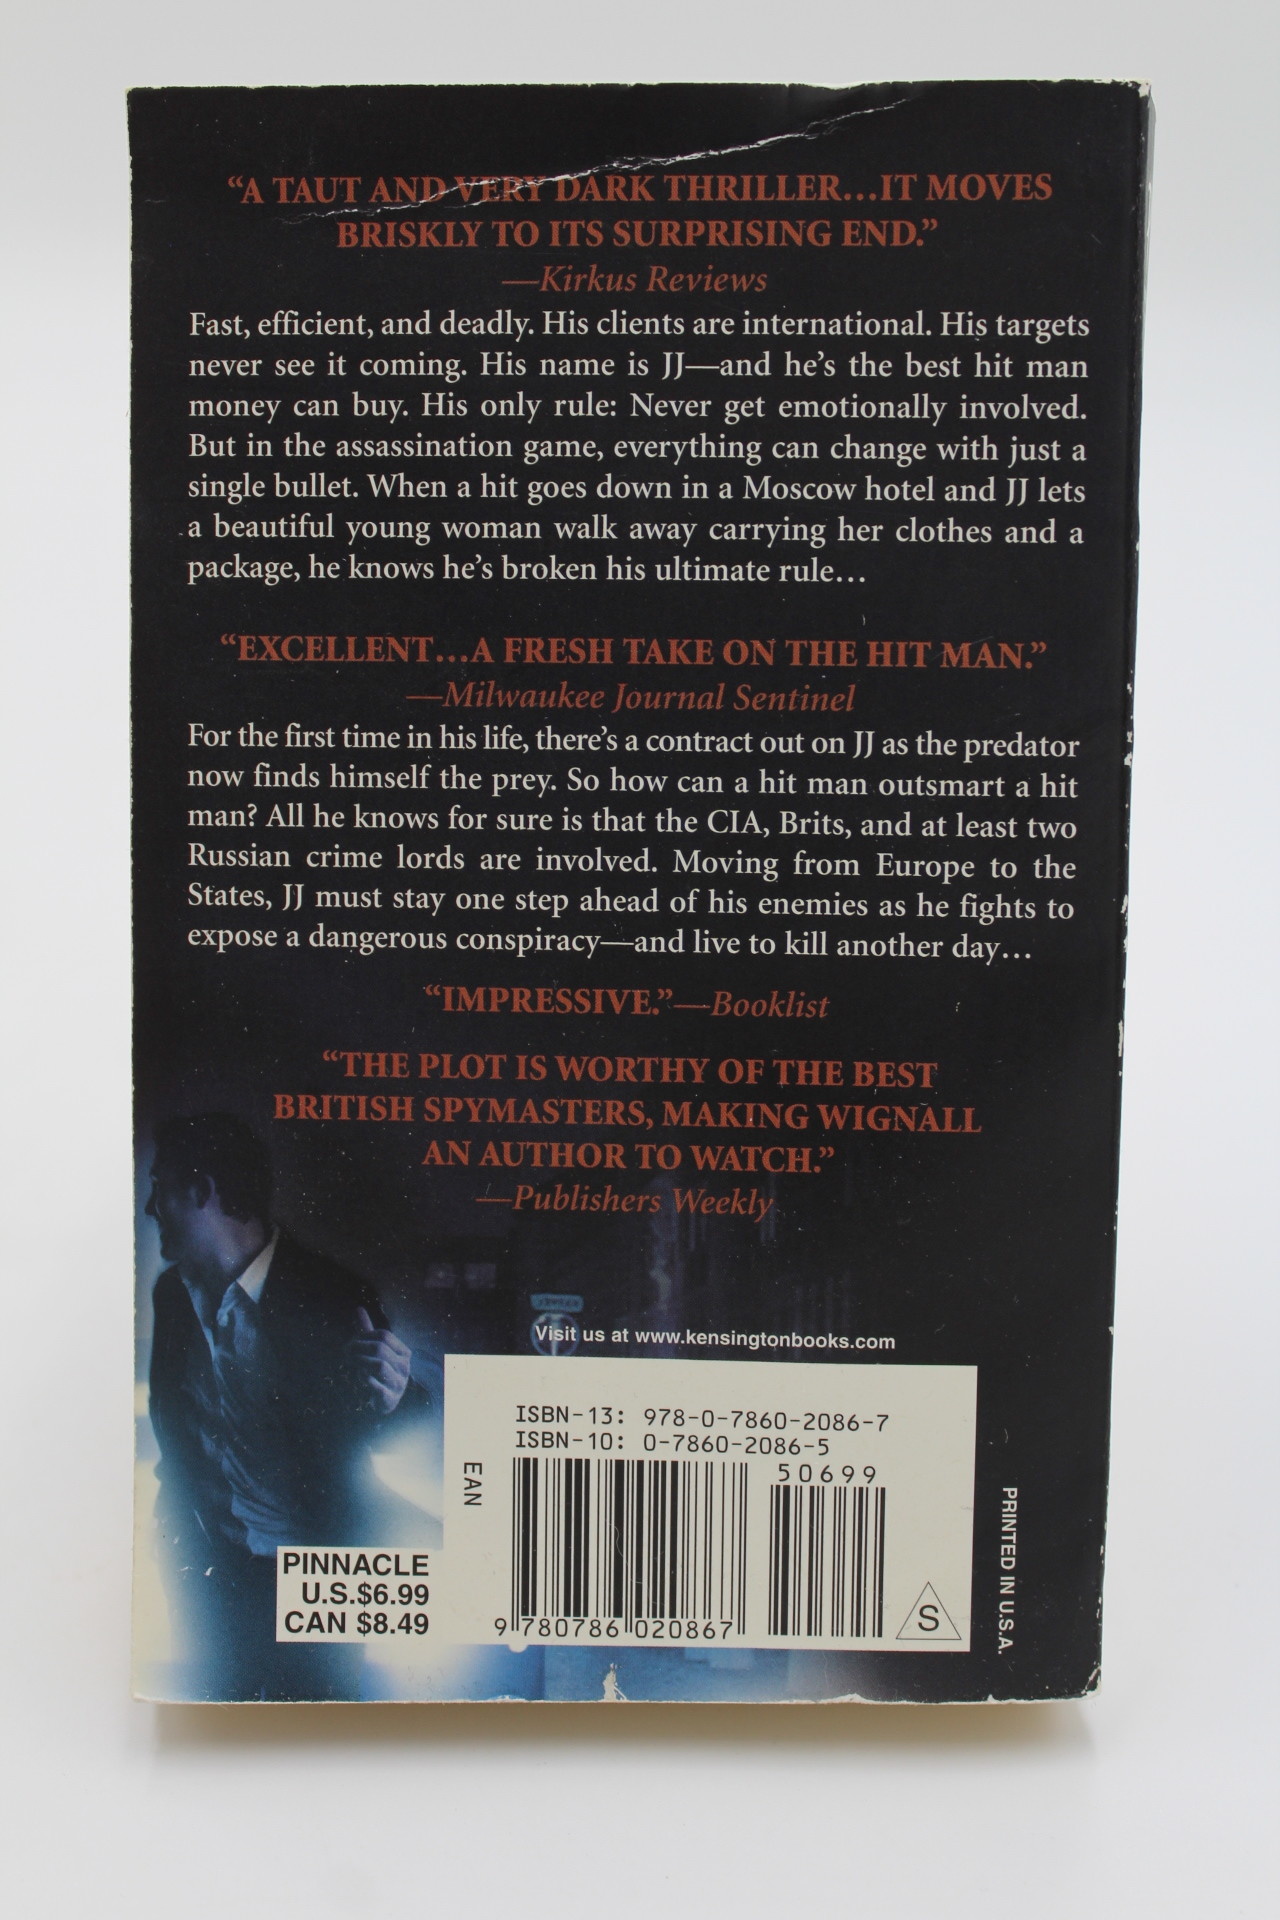 “A TAUT AND VERY DARK THRILLER…IT MOVES
BRISKLY TO ITS SURPRISING END.”
—Kirkus Reviews
Fast, efficient, and deadly. His clients are international. His targets
never see it coming. His name is JJ—and he’s the best hit man
money can buy. His only rule: Never get emotionally involved.
But in the assassination game, everything can change with just a
single bullet. When a hit goes down in a Moscow hotel and JJ lets
a beautiful young woman walk away carrying her clothes and a
package, he knows he’s broken his ultimate rule…
“EXCELLENT…A FRESH TAKE ON THE HIT MAN.”
—Milwaukee Journal Sentinel
For the first time in his life, there’s a contract out on JJ as the predator
now finds himself the prey. So how can a hit man outsmart a hit
man? All he knows for sure is that the CIA, Brits, and at least two
Russian crime lords are involved. Moving from Europe to the
States, JJ must stay one step ahead of his enemies as he fights to
expose a dangerous conspiracy—and live to kill another day…
“IMPRESSIVE.”—Booklist
“THE PLOT IS WORTHY OF THE BEST
BRITISH SPYMASTERS, MAKING WIGNALL
AN AUTHOR TO WATCH.”
—Publishers Weekly
Visit us at www.kensingtonbooks.com
ISBN-13: 978-0-7860-2086-7
ISBN-10: 0-7860-2086-5
50699
EAN
9 780786 020867
S
PINNACLE
U.S.$6.99
CAN $8.49
PRINTED IN U.S.A.